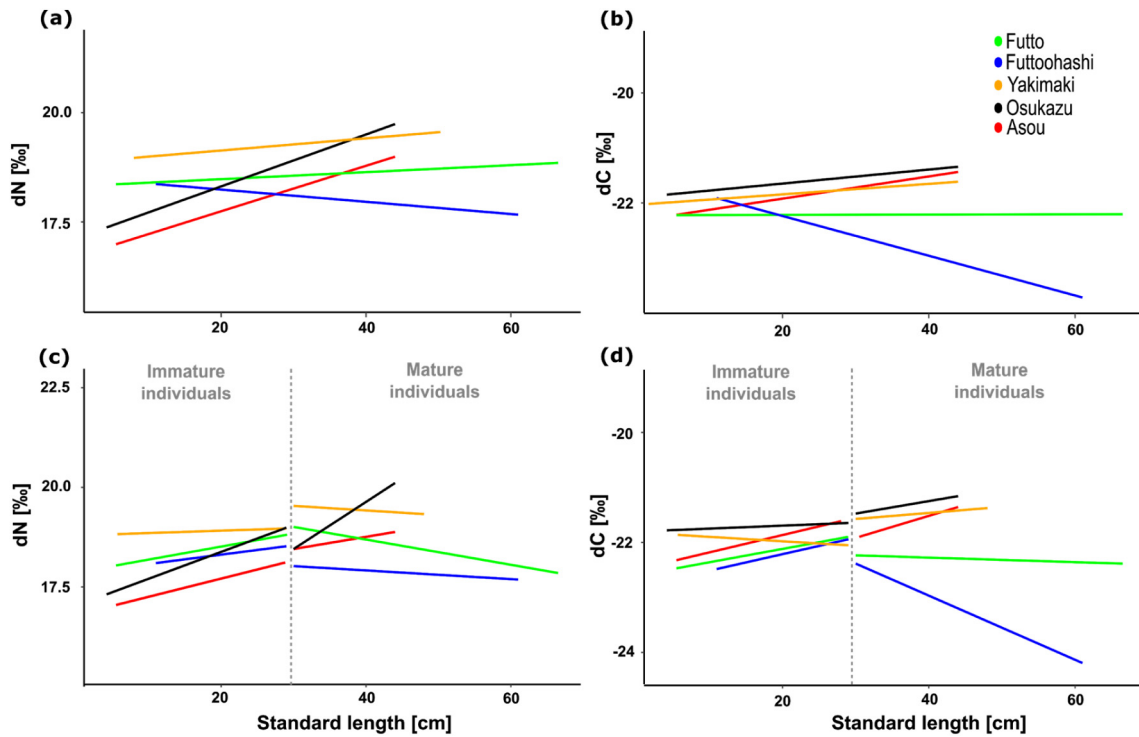 (a)
20.0
17.5
dN [‰]
20
40
60
(b)
-20
-22
dC [‰]
20
40
60
Futto
Futtoohashi
Yakimaki
Osukazu
Asou
(c)
Immature
individuals
Mature
individuals
22.5
20.0
17.5
dN [‰]
20
40
60
Standard length [cm]
(d)
Immature
individuals
Mature
individuals
-20
-22
-24
dC [‰]
20
40
60
Standard length [cm]